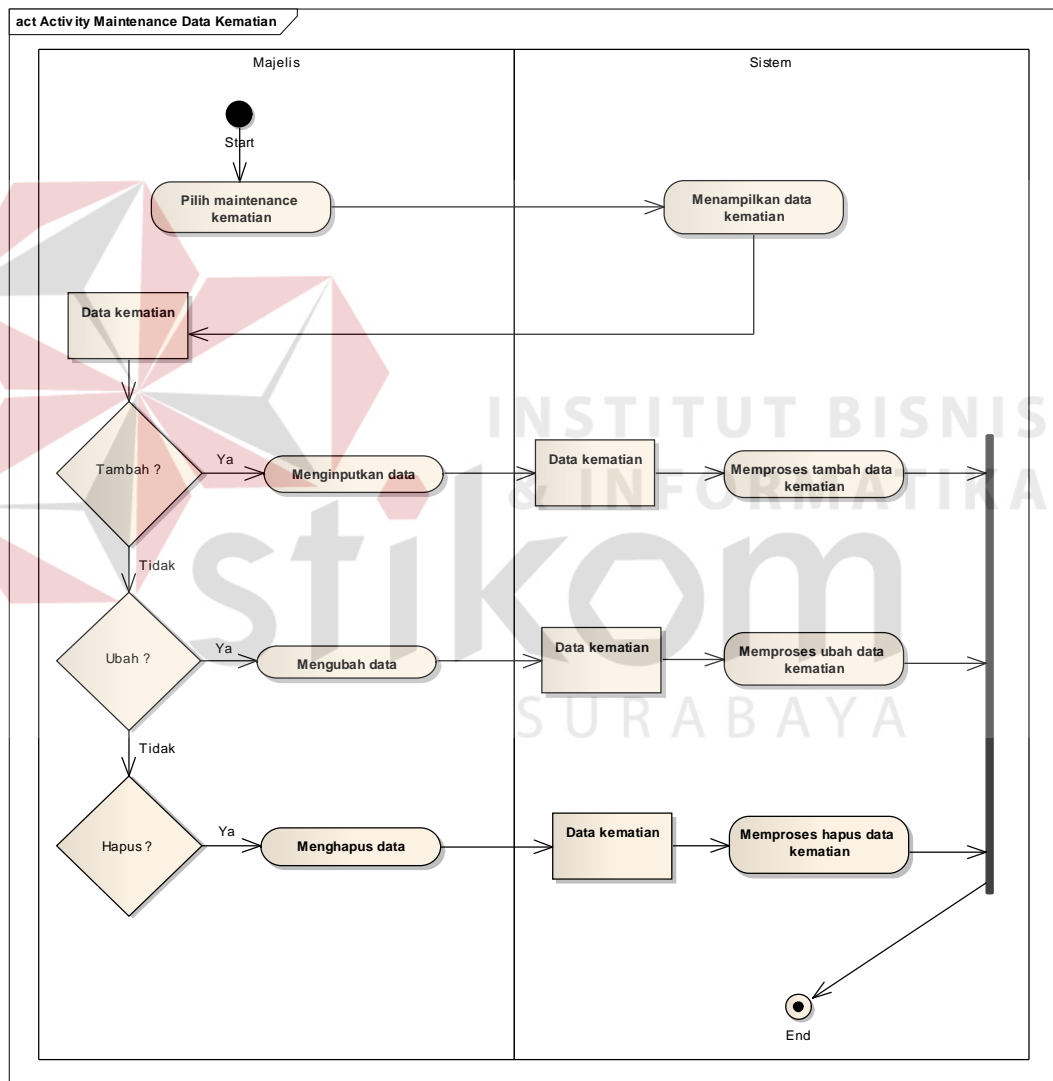 act Activity Maintenance Data Kematian
Majelis
Sistem
Start
Pilih maintenance
kematian
Menampilkan data
kematian
Data kematian
Tambah ?
Ya
Menginputkan data
Data kematian
Memproses tambah data
kematian
Tidak
Ubah ?
Ya
Mengubah data
Data kematian
Memproses ubah data
kematian
Tidak
Hapus ?
Ya
Menghapus data
Data kematian
Memproses hapus data
kematian
End
INSTITUT BISNIS
& INFORMATIKA
stikom
SURABAYA